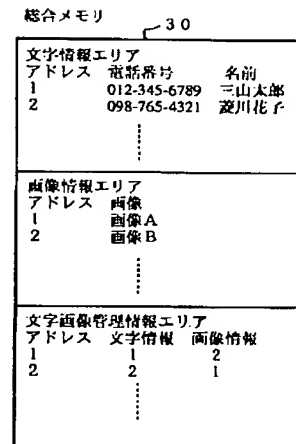 総合メモリ
30
文字情報エリア
アドレス 電話番号 名前
1 012-345-6789 三山太郎
2 098-765-4321 菱川花子
画像情報エリア
アドレス 画像
1 画像A
2 画像B
文字画像管理情報エリア
アドレス 文字情報 画像情報
1 1 2
2 2 1